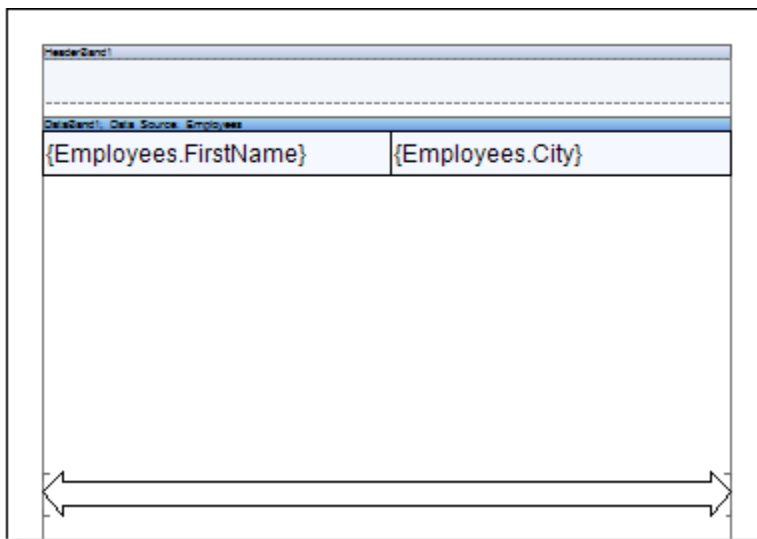 HeaderBand1
DataBand1; Data Source: Employees
{Employees.FirstName} {Employees.City}